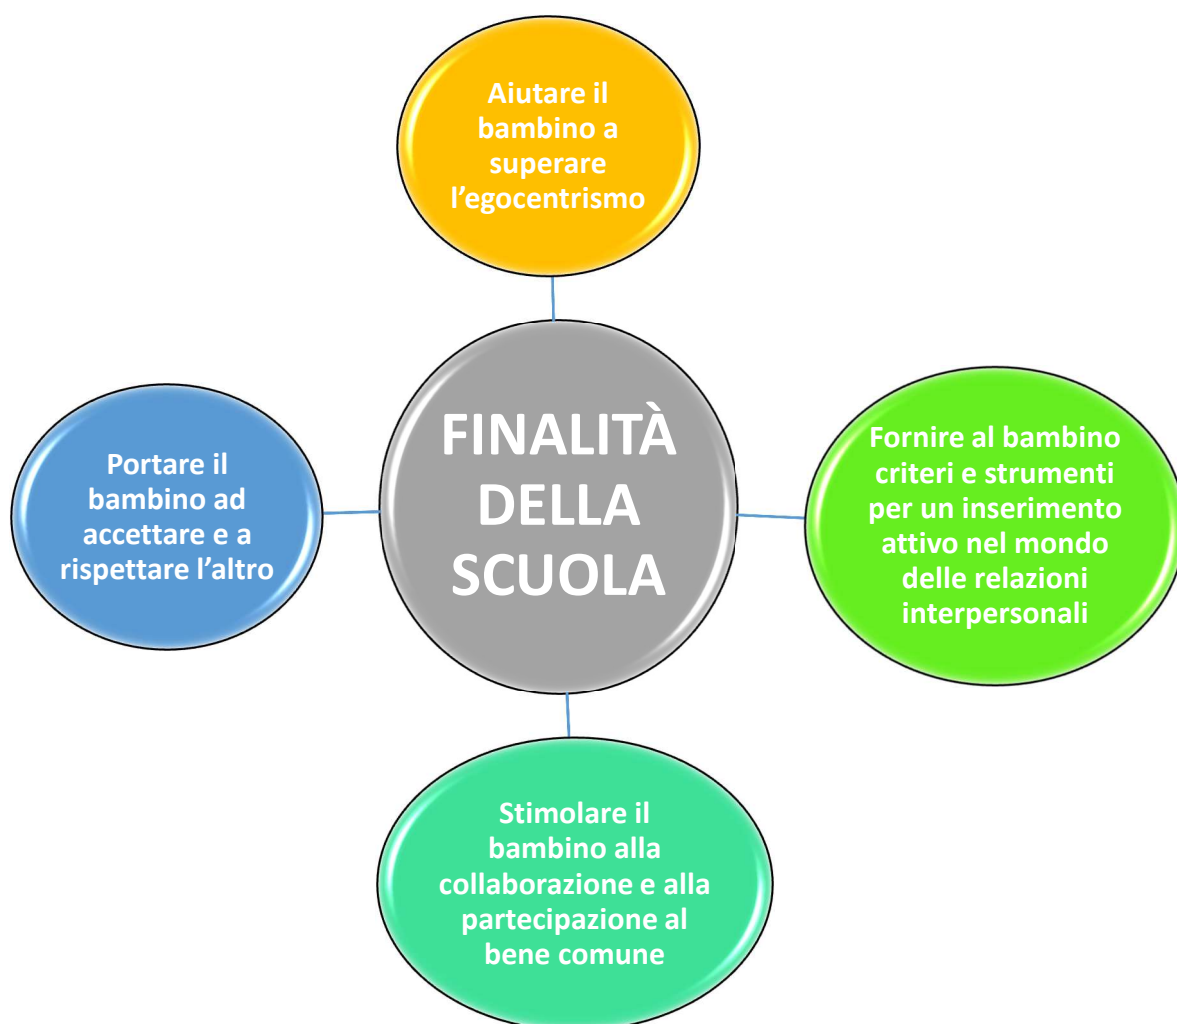 Aiutare il
bambino a
superare
l’egocentrismo
FINALITÀ
DELLA
SCUOLA
Fornire al bambino
criteri e strumenti
per un inserimento
attivo nel mondo
delle relazioni
interpersonali
Stimolare il
bambino alla
collaborazione e alla
partecipazione al
bene comune
Portare il
bambino ad
accettare e a
rispettare l’altro